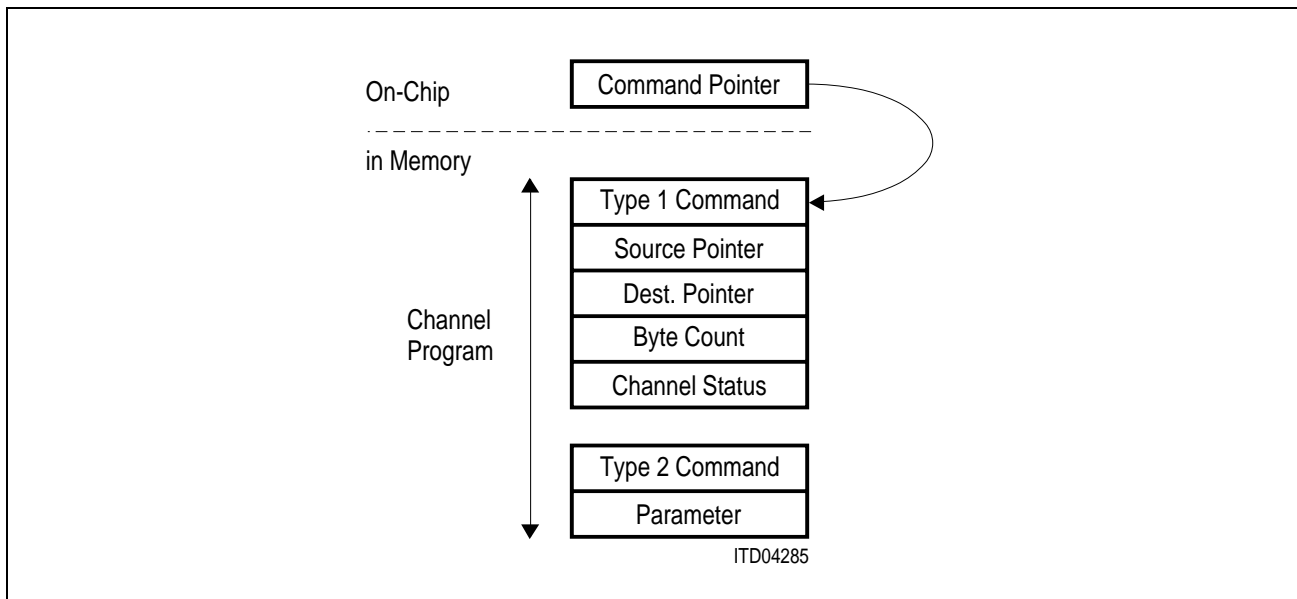 On-Chip
Command Pointer
in Memory
Type 1 Command
Source Pointer
Dest. Pointer
Byte Count
Channel Status
Channel
Program
Type 2 Command
Parameter
ITD04285